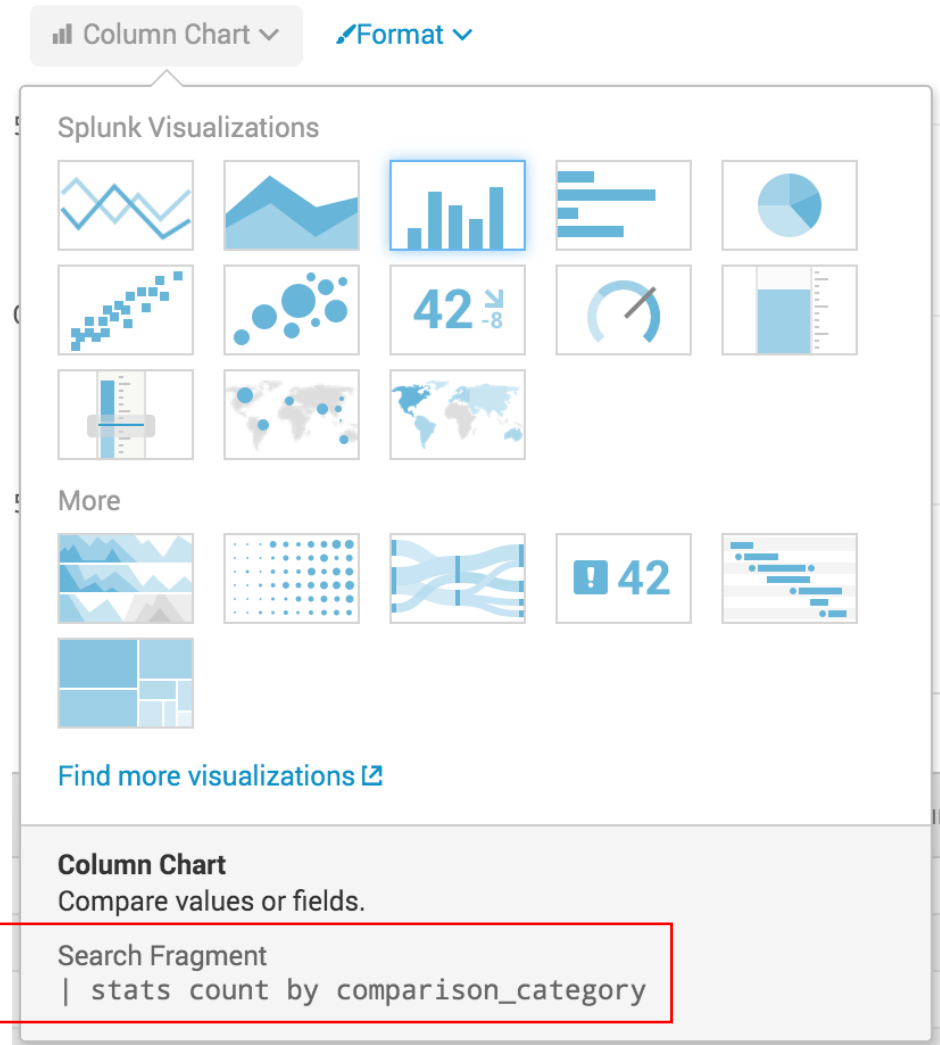 Column Chart Format
Splunk Visualizations
42
-8
More
! 42
Find more visualizations
Column Chart
Compare values or fields.
Search Fragment
| stats count by comparison_category